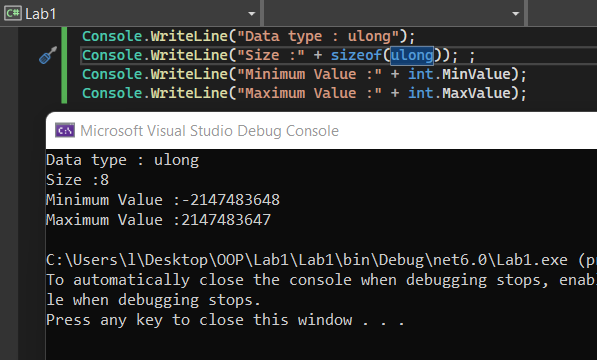 C# Lab1
Console.WriteLine("Data type : ulong");
Console.WriteLine("Size :" + sizeof(ulong)); ;
Console.WriteLine("Minimum Value :" + int.MinValue);
Console.WriteLine("Maximum Value :" + int.MaxValue);
C:\ Microsoft Visual Studio Debug Console
Data type : ulong
Size :8
Minimum Value :-2147483648
Maximum Value :2147483647
C:\Users\l\Desktop\OOP\Lab1\Lab1\bin\Debug\net6.0\Lab1.exe (p
To automatically close the console when debugging stops, enab
le when debugging stops.
Press any key to close this window . . .